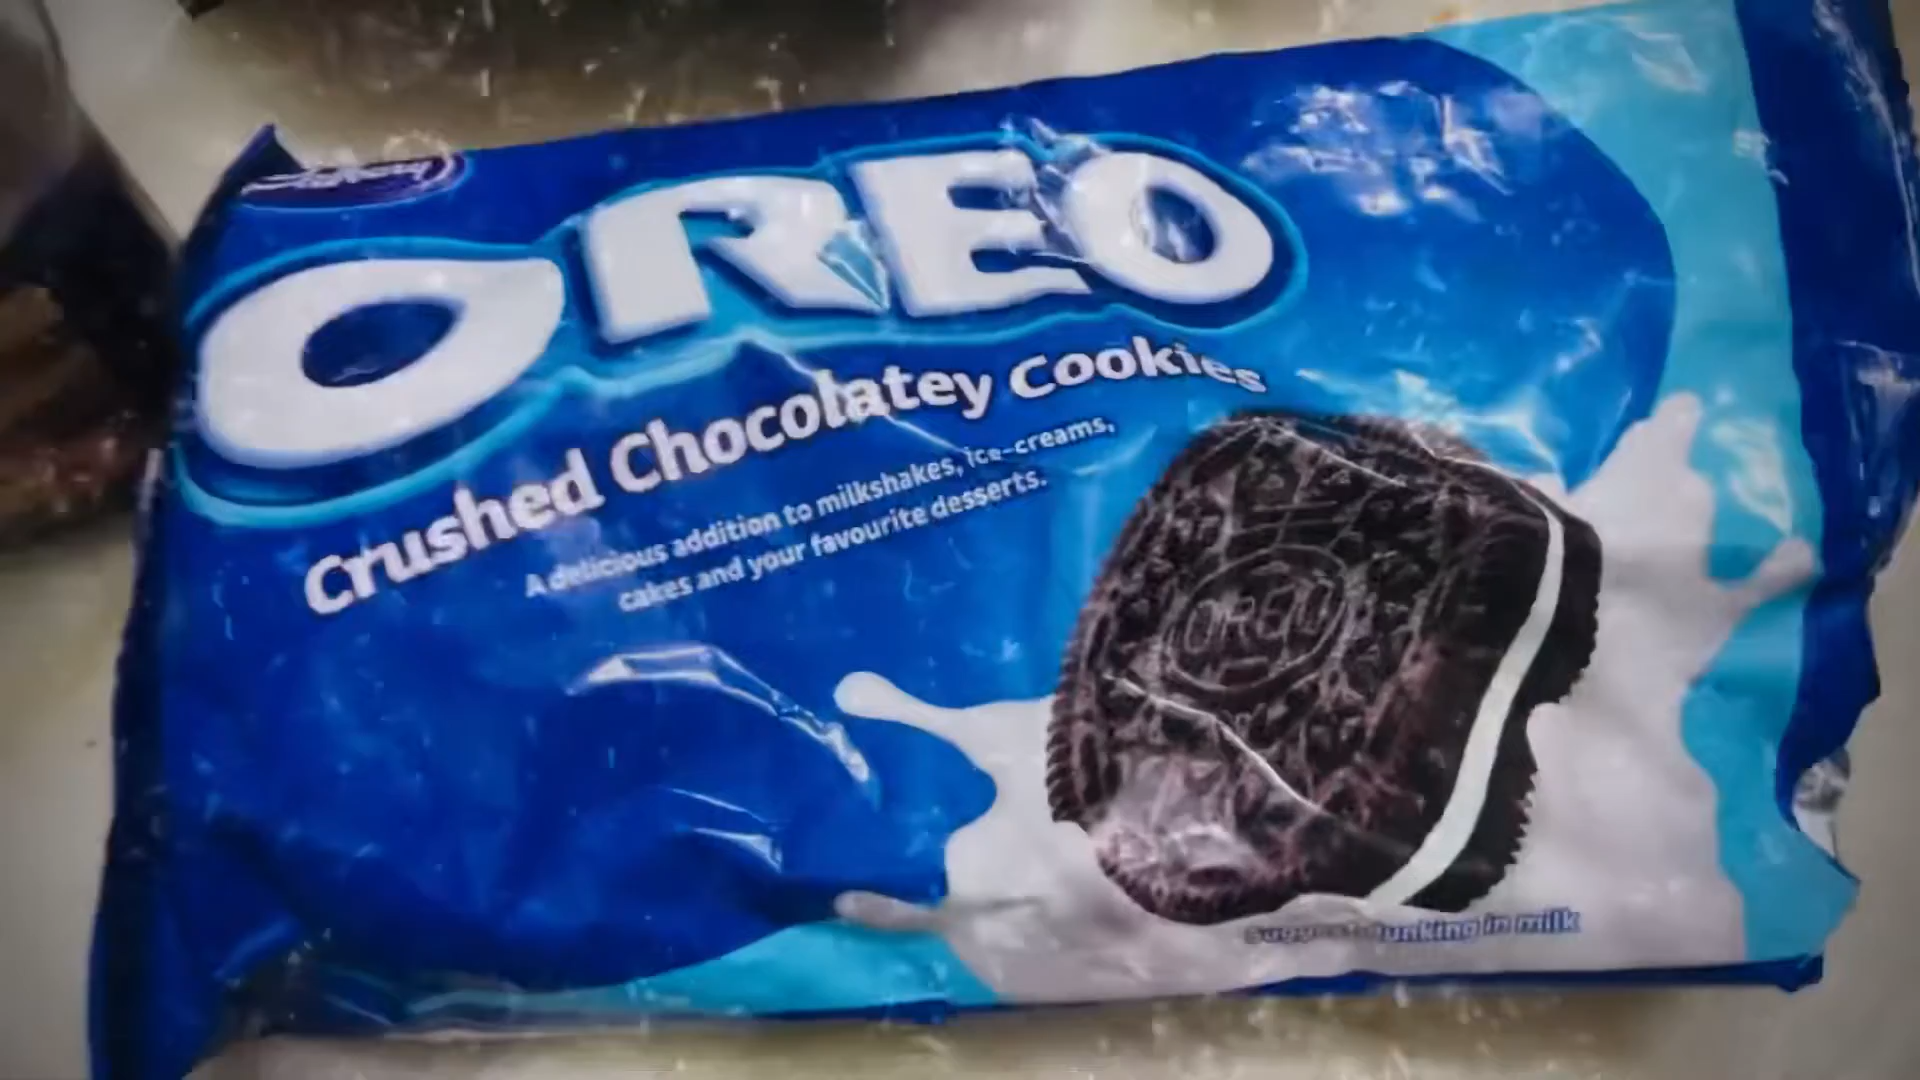 OREO
Crushed Chocolatey Cookies
A delicious addition to milkshakes, ice-creams,
cakes and your favourite desserts.
OREO
dunking in milk